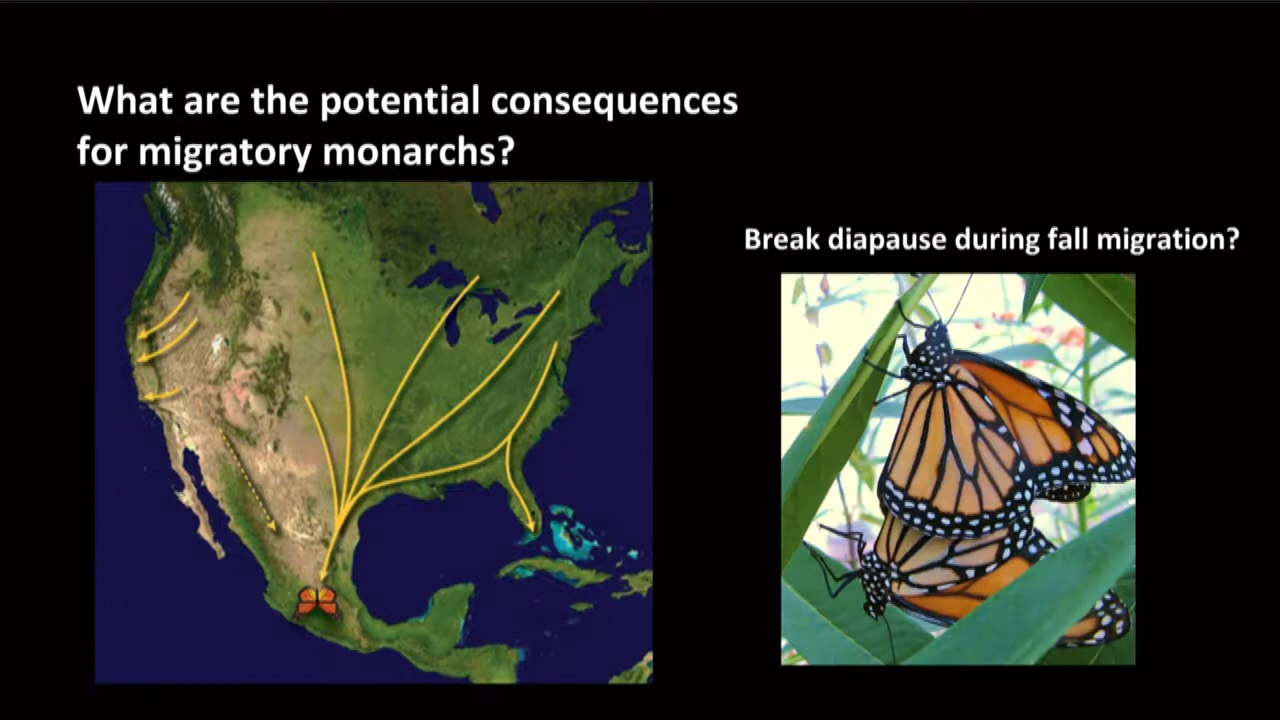 What are the potential consequences
for migratory monarchs?
Break diapause during fall migration?